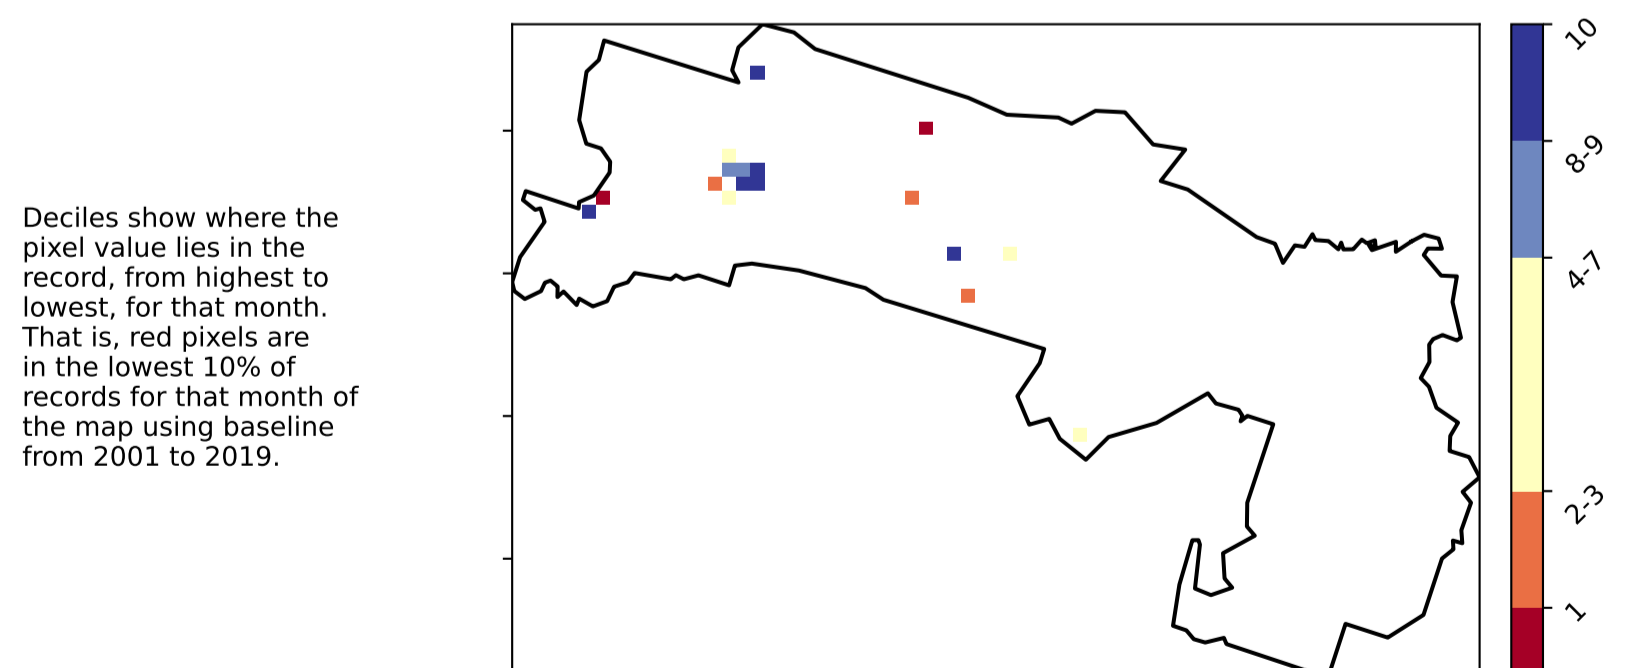 Deciles show where the
pixel value lies in the
record, from highest to
lowest, for that month.
That is, red pixels are
in the lowest 10% of
records for that month of
the map using baseline
from 2001 to 2019.
10
8-9
4-7
2-3
1